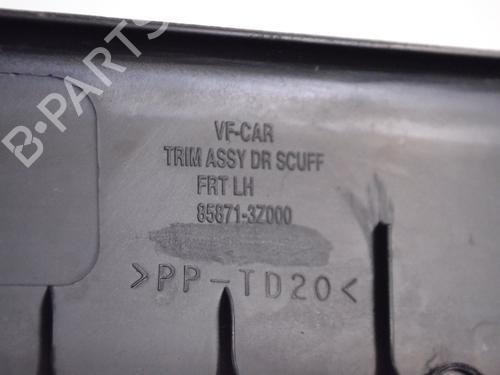 B-PARTS
VF-CAR
TRIM ASSY DR SCUFF
FRT LH
85871-3Z000
>PP-TD20<